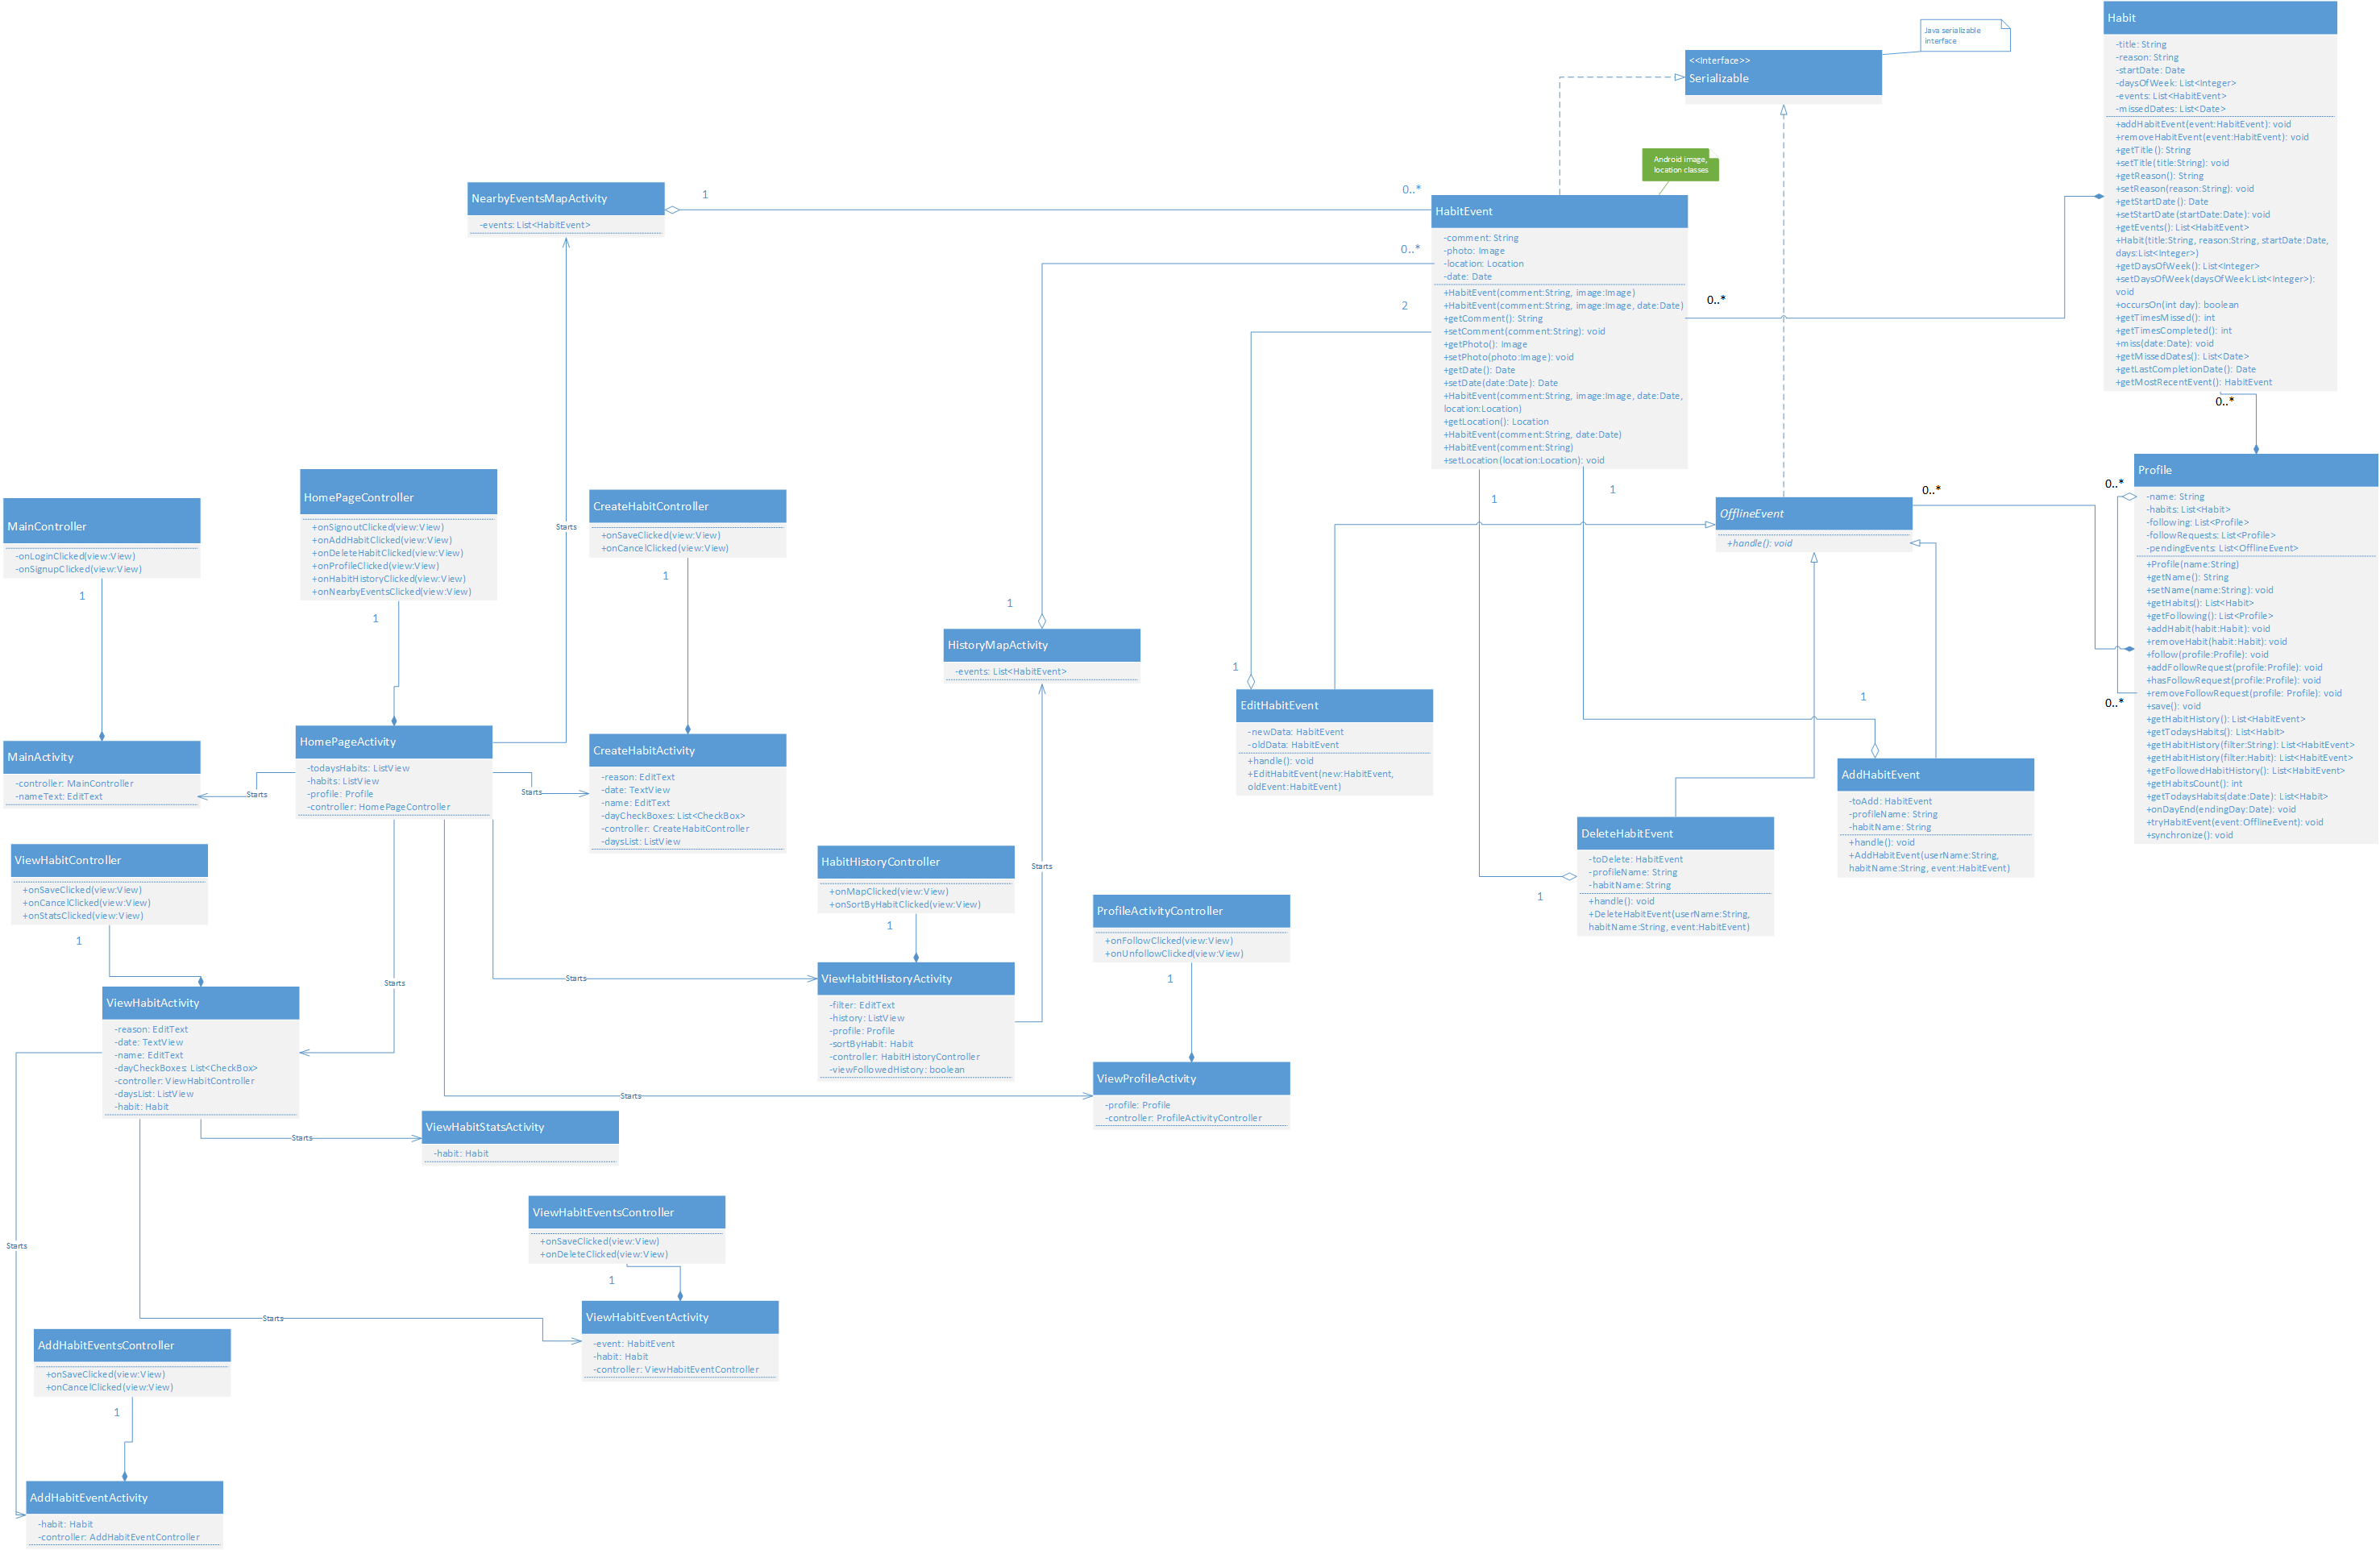 Java serializable
interface
<<Interface>>
Serializable
Habit
-title: String
-reason: String
-startDate: Date
-daysOfWeek: List<Integer>
-events: List<HabitEvent>
-missedDates: List<Date>
+addHabitEvent(event:HabitEvent): void
+removeHabitEvent(event:HabitEvent): void
+getTitle(): String
+setTitle(title:String): void
+getReason(): String
+setReason(reason:String): void
+getStartDate(): Date
+setStartDate(startDate:Date): void
+getEvents(): List<HabitEvent>
+Habit(title:String, reason:String, startDate:Date,
days:List<Integer>)
+getDaysOfWeek(): List<Integer>
+setDaysOfWeek(daysOfWeek:List<Integer>):
void
+occursOn(int day): boolean
+getTimesMissed(): int
+getTimesCompleted(): int
+miss(date:Date): void
+getMissedDates(): List<Date>
+getLastCompletionDate(): Date
+getMostRecentEvent(): HabitEvent
0..*
Android image,
location classes
NearbyEventsMapActivity
-events: List<HabitEvent>
1
0..*
0..*
2
0..*
HabitEvent
-comment: String
-photo: Image
-location: Location
-date: Date
+HabitEvent(comment:String, image:Image)
+HabitEvent(comment:String, image:Image, date:Date)
+getComment(): String
+setComment(comment:String): void
+getPhoto(): Image
+setPhoto(photo:Image): void
+getDate(): Date
+setDate(date:Date): Date
+HabitEvent(comment:String, image:Image, date:Date,
location:Location)
+getLocation(): Location
+HabitEvent(comment:String, date:Date)
+HabitEvent(comment:String)
+setLocation(location:Location): void
1
1
OfflineEvent
+handle(): void
0..*
0..*
0..*
Profile
-name: String
-habits: List<Habit>
-following: List<Profile>
-followRequests: List<Profile>
-pendingEvents: List<OfflineEvent>
+Profile(name:String)
+getName(): String
+setName(name:String): void
+getHabits(): List<Habit>
+getFollowing(): List<Profile>
+addHabit(habit:Habit): void
+removeHabit(habit:Habit): void
+follow(profile:Profile): void
+addFollowRequest(profile:Profile): void
+hasFollowRequest(profile:Profile): void
+removeFollowRequest(profile: Profile): void
+save(): void
+getHabitHistory(): List<HabitEvent>
+getTodaysHabits(): List<Habit>
+getHabitHistory(filter:String): List<HabitEvent>
+getHabitHistory(filter:Habit): List<HabitEvent>
+getFollowedHabitHistory(): List<HabitEvent>
+getHabitsCount(): int
+getTodaysHabits(date:Date): List<Habit>
+onDayEnd(endingDay:Date): void
+tryHabitEvent(event:OfflineEvent): void
+synchronize(): void
MainController
-onLoginClicked(view:View)
-onSignupClicked(view:View)
1
HomePageController
+onSignoutClicked(view:View)
+onAddHabitClicked(view:View)
+onDeleteHabitClicked(view:View)
+onProfileClicked(view:View)
+onHabitHistoryClicked(view:View)
+onNearbyEventsClicked(view:View)
1
Starts
CreateHabitController
+onSaveClicked(view:View)
+onCancelClicked(view:View)
1
1
HistoryMapActivity
-events: List<HabitEvent>
1
EditHabitEvent
-newData: HabitEvent
-oldData: HabitEvent
+handle(): void
+EditHabitEvent(new:HabitEvent,
oldEvent:HabitEvent)
1
AddHabitEvent
-toAdd: HabitEvent
-profileName: String
-habitName: String
+handle(): void
+AddHabitEvent(userName:String,
habitName:String, event:HabitEvent)
DeleteHabitEvent
-toDelete: HabitEvent
-profileName: String
-habitName: String
+handle(): void
+DeleteHabitEvent(userName:String,
habitName:String, event:HabitEvent)
1
MainActivity
-controller: MainController
-nameText: EditText
Starts
HomePageActivity
-todaysHabits: ListView
-habits: ListView
-profile: Profile
-controller: HomePageController
Starts
CreateHabitActivity
-reason: EditText
-date: TextView
-name: EditText
-dayCheckBoxes: List<CheckBox>
-controller: CreateHabitController
-daysList: ListView
ViewHabitController
+onSaveClicked(view:View)
+onCancelClicked(view:View)
+onStatsClicked(view:View)
1
HabitHistoryController
+onMapClicked(view:View)
+onSortByHabitClicked(view:View)
1
Starts
ProfileActivityController
+onFollowClicked(view:View)
+onUnfollowClicked(view:View)
1
Starts
Starts
ViewHabitActivity
-reason: EditText
-date: TextView
-name: EditText
-dayCheckBoxes: List<CheckBox>
-controller: ViewHabitController
-daysList: ListView
-habit: Habit
ViewHabitHistoryActivity
-filter: EditText
-history: ListView
-profile: Profile
-sortByHabit: Habit
-controller: HabitHistoryController
-viewFollowedHistory: boolean
Starts
ViewProfileActivity
-profile: Profile
-controller: ProfileActivityController
Starts
ViewHabitStatsActivity
-habit: Habit
Starts
ViewHabitEventsController
+onSaveClicked(view:View)
+onDeleteClicked(view:View)
1
Starts
ViewHabitEventActivity
-event: HabitEvent
-habit: Habit
-controller: ViewHabitEventController
AddHabitEventsController
+onSaveClicked(view:View)
+onCancelClicked(view:View)
1
AddHabitEventActivity
-habit: Habit
-controller: AddHabitEventController